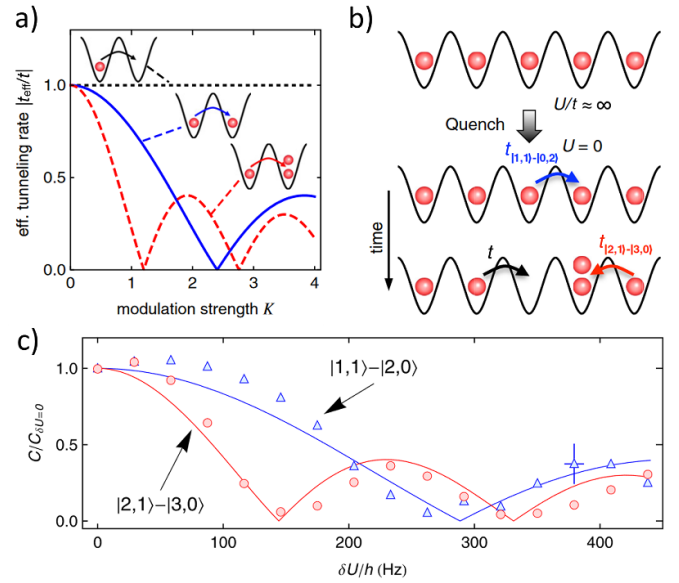 a)
eff. tunneling rate |t_eff/t|
1.0
0.5
0.0
0
1
2
3
4
modulation strength K
b)
U/t ≈ ∞
Quench
t_|1,1⟩-|0,2⟩
U = 0
time
t
t_|2,1⟩-|3,0⟩
c)
C/C_δU=0
1.0
0.5
0.0
|1,1⟩−|2,0⟩
|2,1⟩−|3,0⟩
0
100
200
300
400
δU/h (Hz)